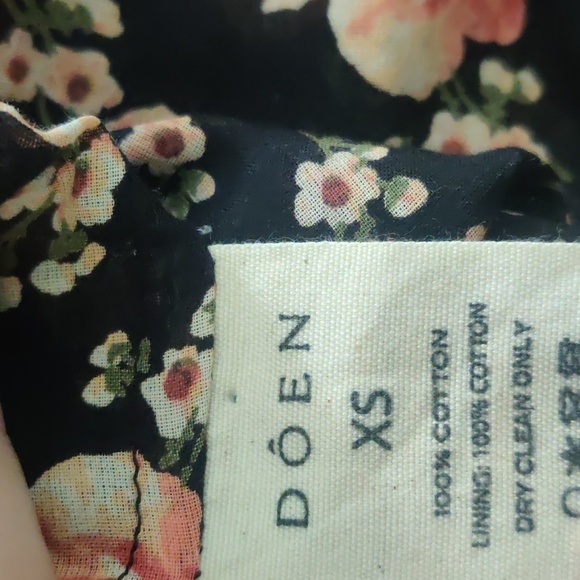 DÔEN
XS
100% COTTON
LINING: 100% COTTON
DRY CLEAN ONLY